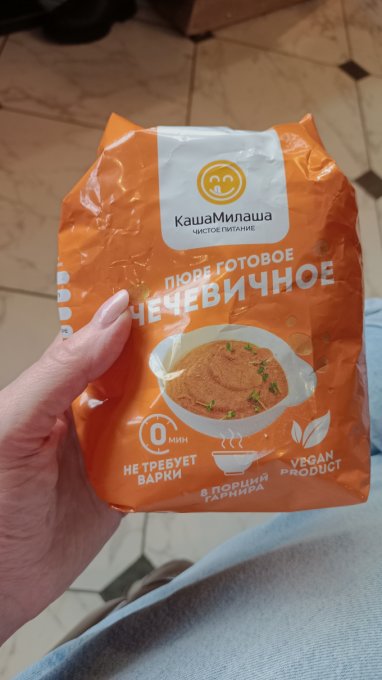 КашаМилаша
ЧИСТОЕ ПИТАНИЕ
ПЮРЕ ГОТОВОЕ
ЧЕЧЕВИЧНОЕ
0 МИН
НЕ ТРЕБУЕТ
ВАРКИ
8 ПОРЦИЙ
ГАРНИРА
VEGAN
PRODUCT